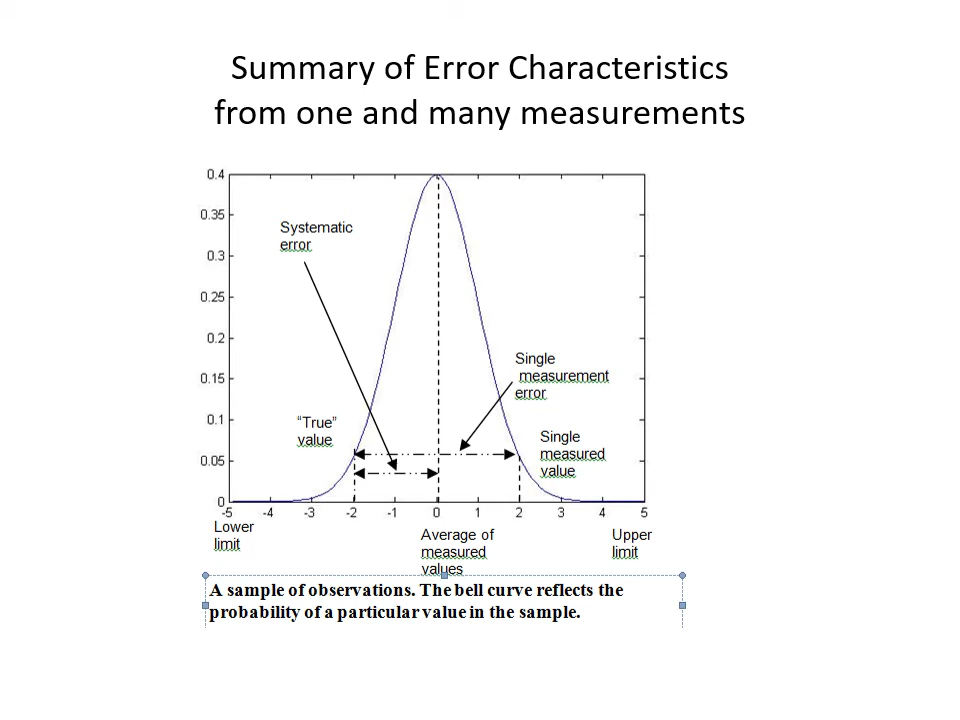 Summary of Error Characteristics
from one and many measurements
0.4
0.35
0.3
0.25
0.2
0.15
0.1
0.05
0
Systematic
error
Single
measurement
error
“True”
value
Single
measured
value
-5 -4 -3 -2 -1 0 1 2 3 4 5
Lower
limit
Average of
measured
values
Upper
limit
A sample of observations. The bell curve reflects the
probability of a particular value in the sample.